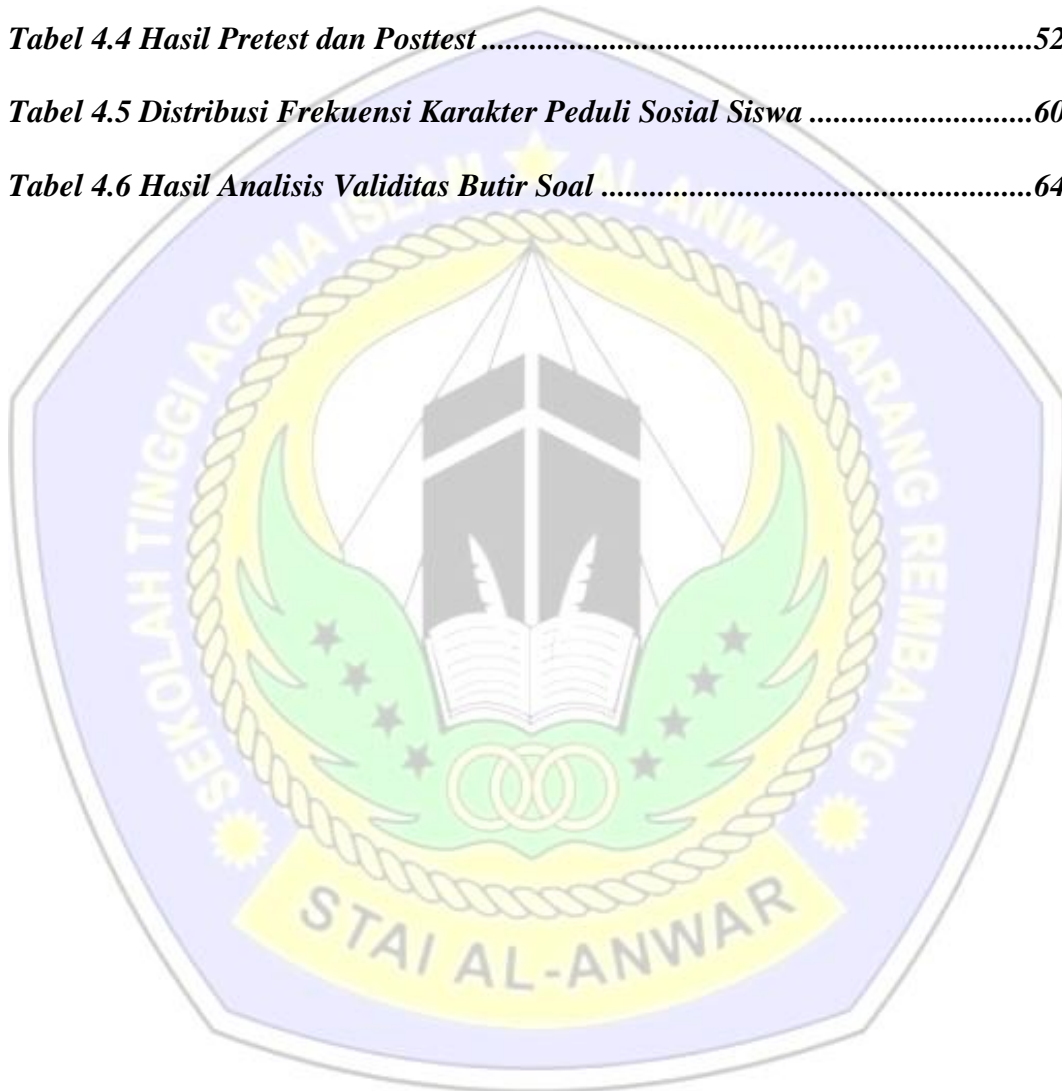 Tabel 4.4 Hasil Pretest dan Posttest ........................................................................52
Tabel 4.5 Distribusi Frekuensi Karakter Peduli Sosial Siswa .............................60
Tabel 4.6 Hasil Analisis Validitas Butir Soal ........................................................64
SEKOLAH TINGGI AGAMA ISLAM AL-ANWAR SARANG REMBANG
STAI AL-ANWAR